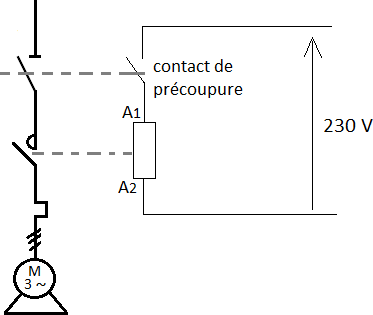 contact de
précoupure
A1
230 V
A2
M
3 ~